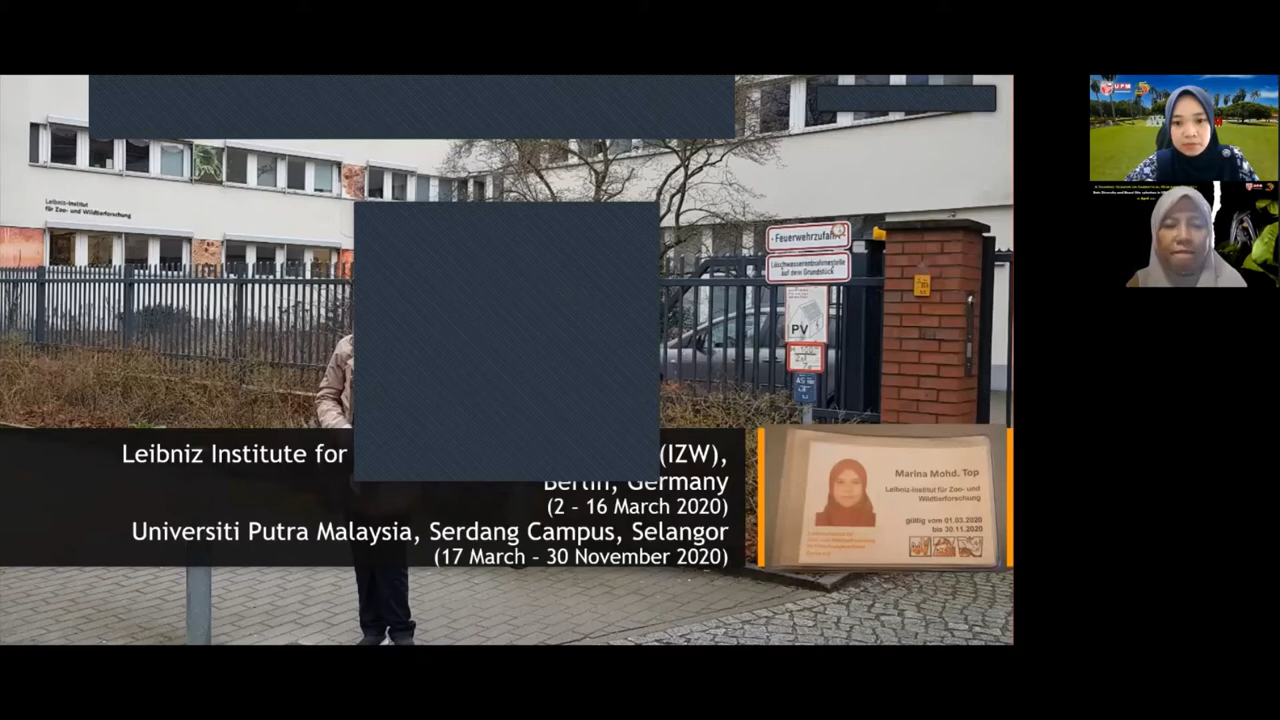 UPM
Leibniz-Institut
für Zoo- und Wildtierforschung
Feuerwehrzufahrt
Löschwasserentnahmestelle
auf dem Grundstück
PV
Leibniz Institute for
(IZW),
Berlin, Germany
(2 – 16 March 2020)
Universiti Putra Malaysia, Serdang Campus, Selangor
(17 March – 30 November 2020)
Marina Mohd. Top
Leibniz-Institut für Zoo- und
Wildtierforschung
gültig vom 01.03.2020
bis 30.11.2020